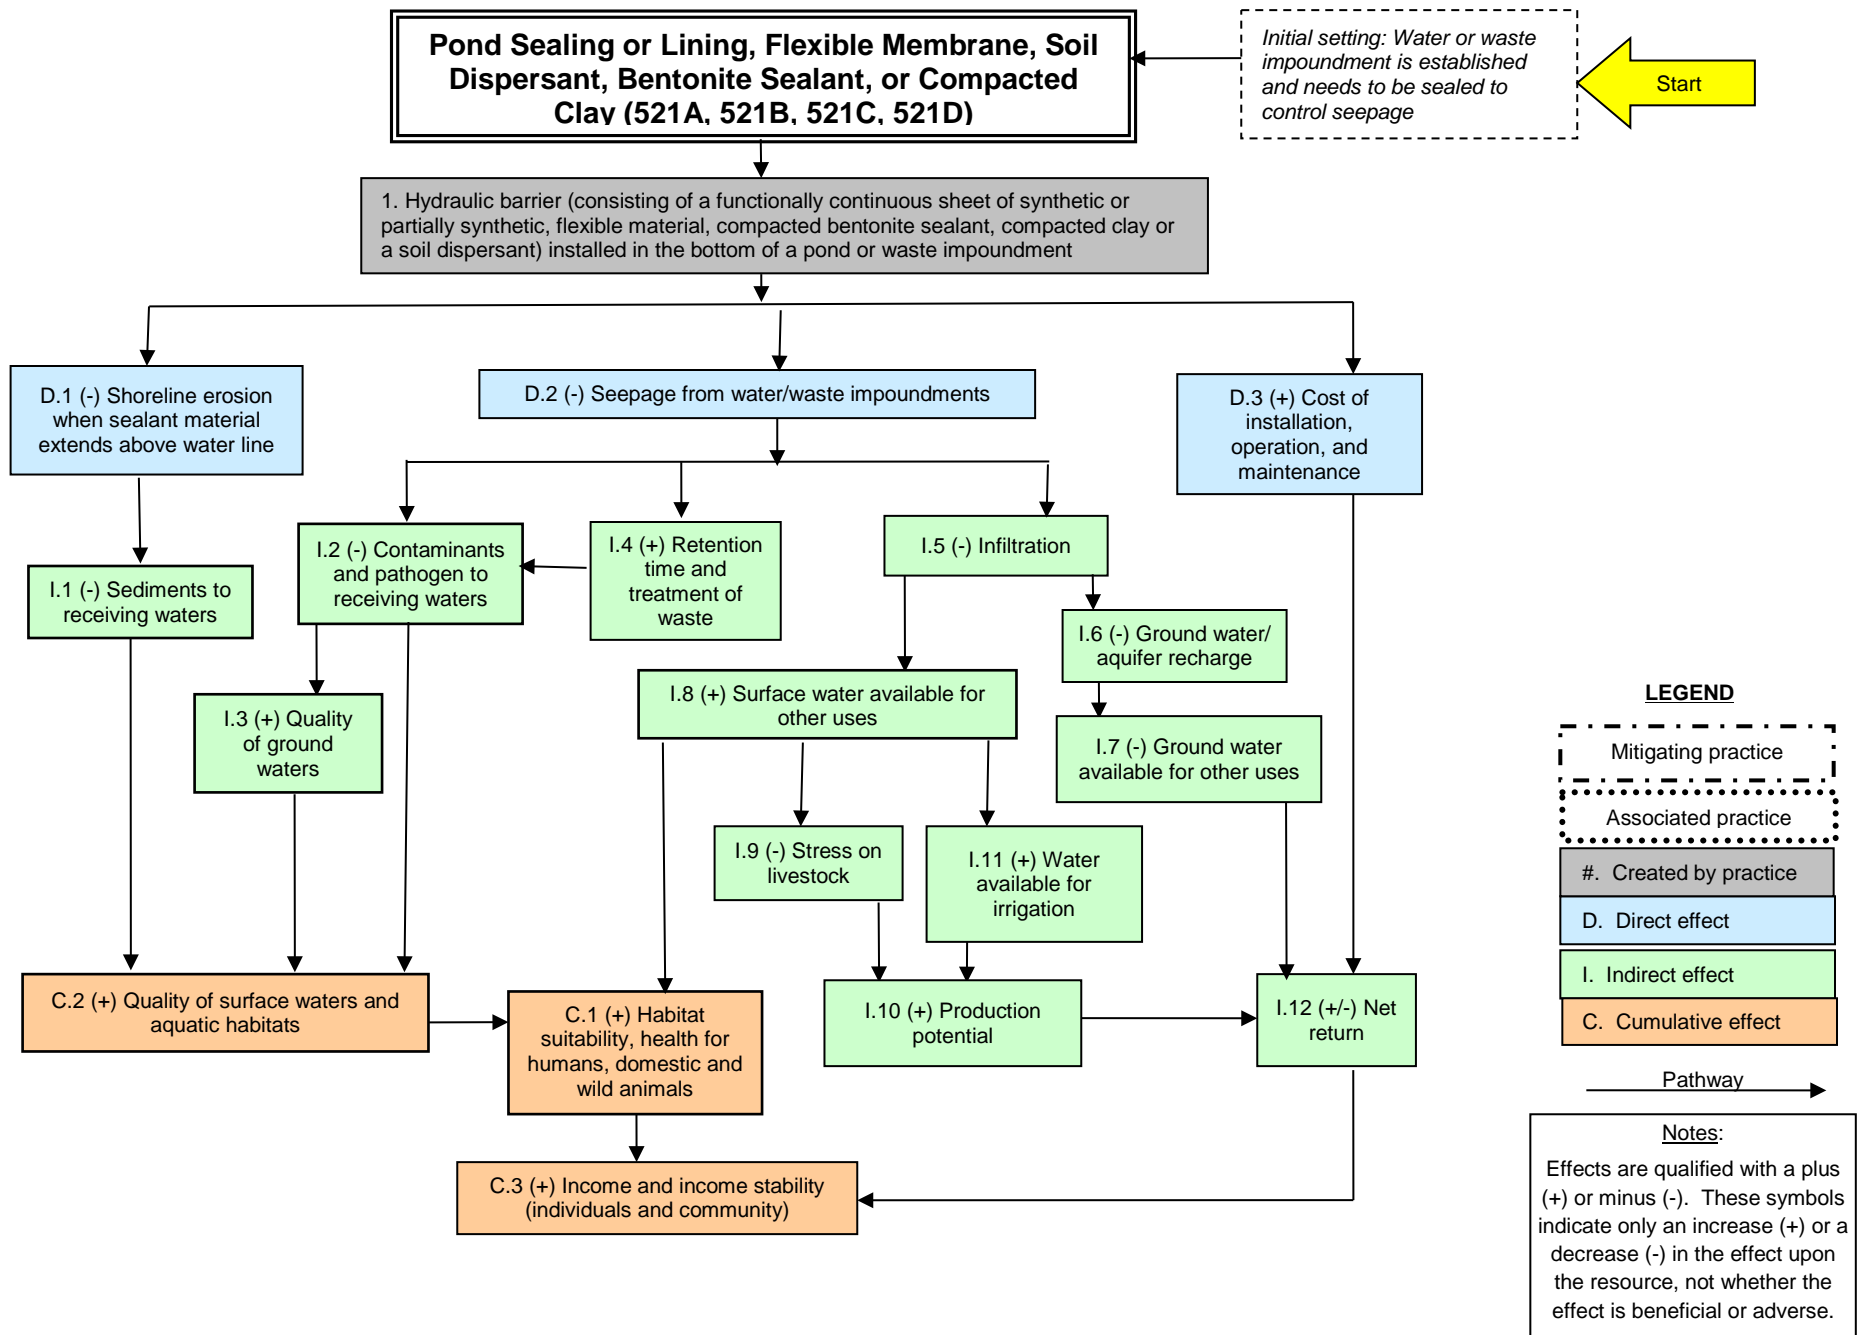 Pond Sealing or Lining, Flexible Membrane, Soil
Dispersant, Bentonite Sealant, or Compacted
Clay (521A, 521B, 521C, 521D)
Initial setting: Water or waste
impoundment is established
and needs to be sealed to
control seepage
Start
1. Hydraulic barrier (consisting of a functionally continuous sheet of synthetic or
partially synthetic, flexible material, compacted bentonite sealant, compacted clay or
a soil dispersant) installed in the bottom of a pond or waste impoundment
D.1 (-) Shoreline erosion
when sealant material
extends above water line
D.2 (-) Seepage from water/waste impoundments
D.3 (+) Cost of
installation,
operation, and
maintenance
I.1 (-) Sediments to
receiving waters
I.2 (-) Contaminants
and pathogen to
receiving waters
I.4 (+) Retention
time and
treatment of
waste
I.5 (-) Infiltration
I.6 (-) Ground water/
aquifer recharge
I.3 (+) Quality
of ground
waters
I.8 (+) Surface water available for
other uses
I.7 (-) Ground water
available for other uses
I.9 (-) Stress on
livestock
I.11 (+) Water
available for
irrigation
C.2 (+) Quality of surface waters and
aquatic habitats
C.1 (+) Habitat
suitability, health for
humans, domestic and
wild animals
I.10 (+) Production
potential
I.12 (+/-) Net
return
C.3 (+) Income and income stability
(individuals and community)
LEGEND
Mitigating practice
Associated practice
#. Created by practice
D. Direct effect
I. Indirect effect
C. Cumulative effect
Pathway
Notes:
Effects are qualified with a plus
(+) or minus (-). These symbols
indicate only an increase (+) or a
decrease (-) in the effect upon
the resource, not whether the
effect is beneficial or adverse.